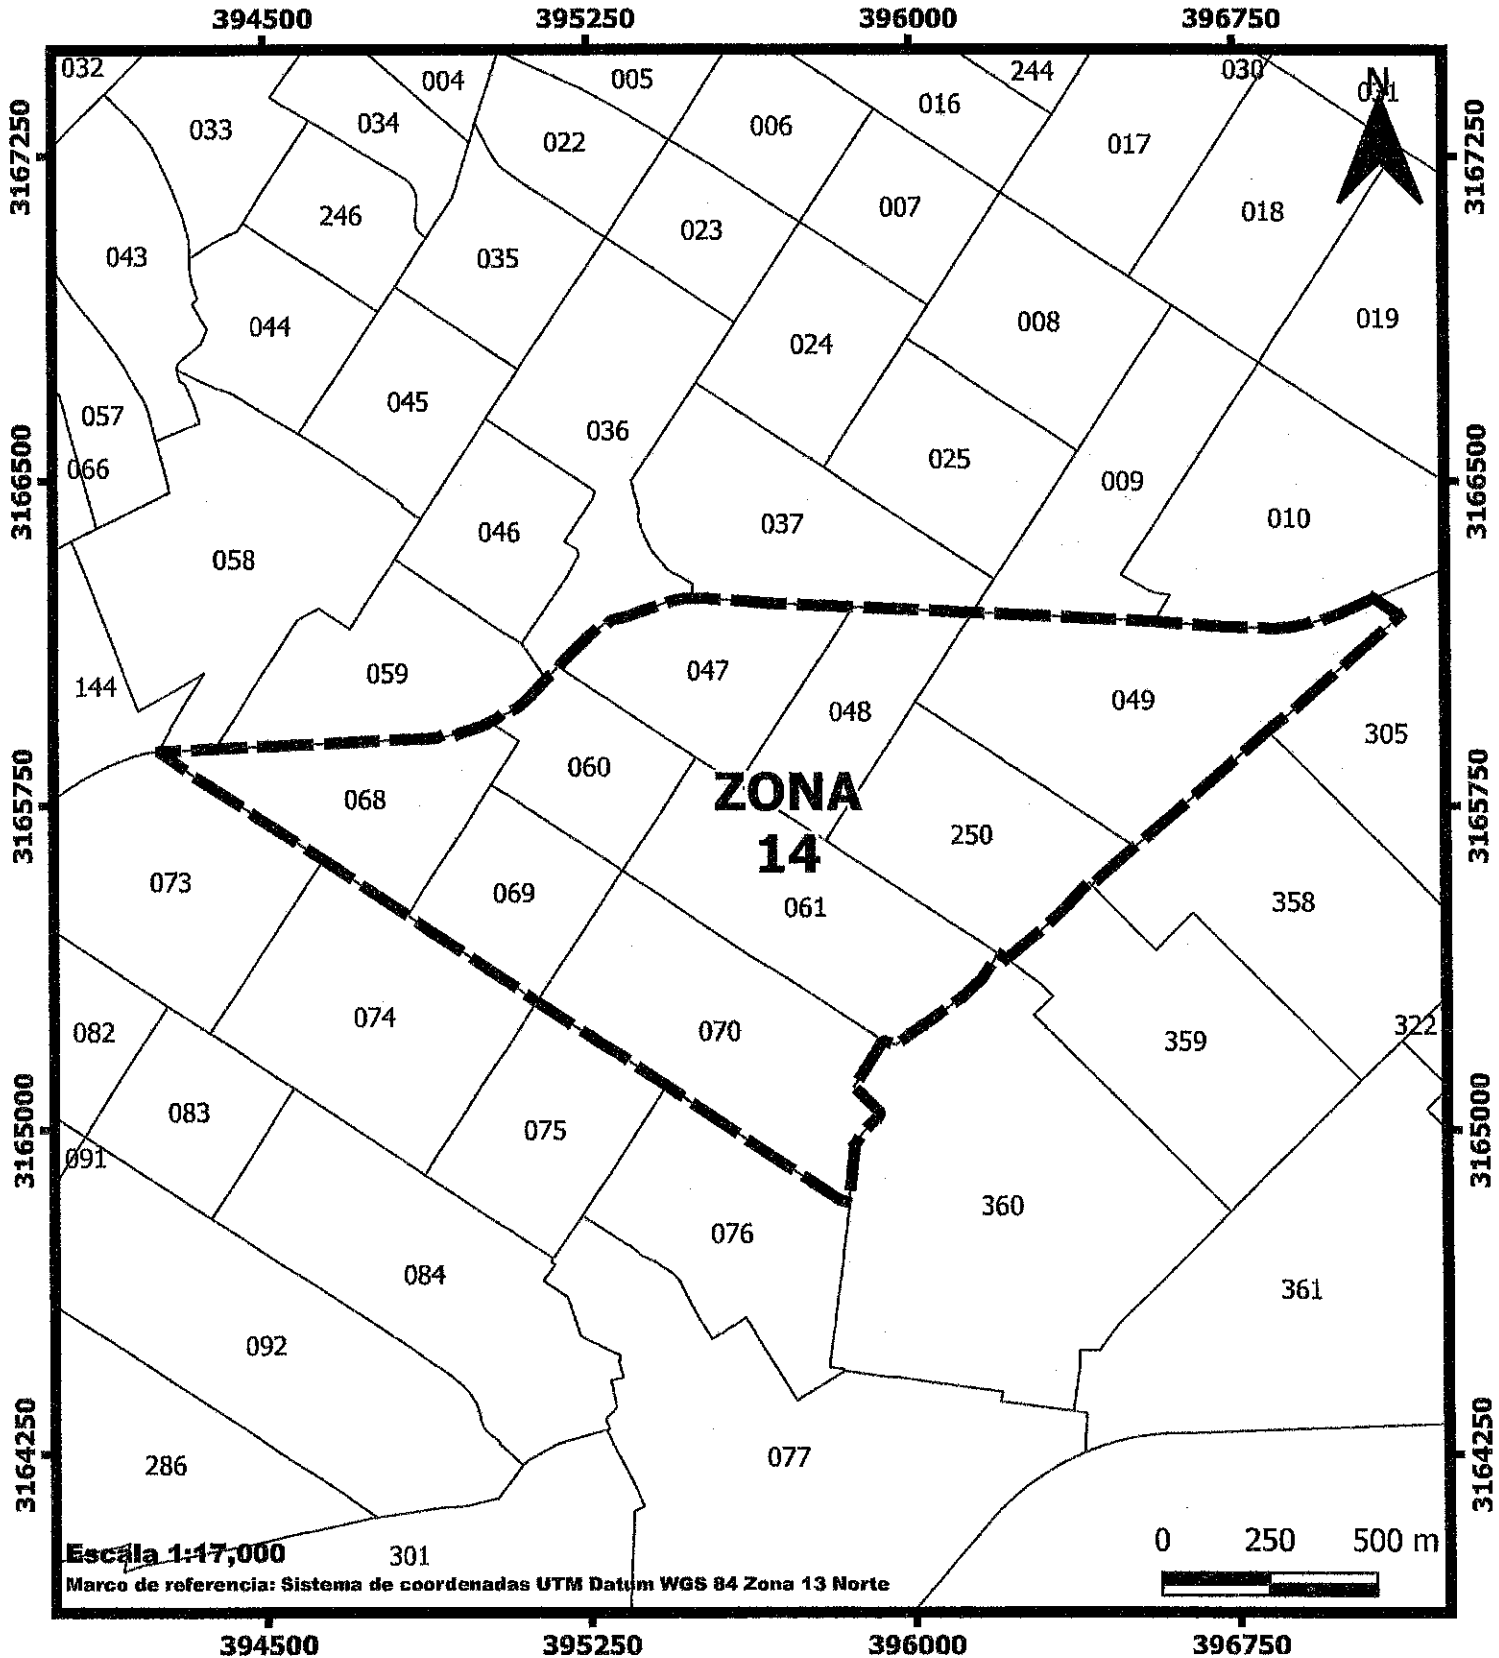 394500 395250 396000 396750
032 004 005 244 030 N
031
033 034 022 006 016 017
3167250 3167250
246 023 007 018
043 035
044 024 008 019
057 045 036
066 025 009
3166500 3166500
058 046 037 010
144 059 047 048 049 305
068 060
ZONA
14
3165750 3165750
250
073 069 061 358
082 074 070 359 322
083 075
091
3165000 3165000
076 360
084 361
092
286 077
3164250 3164250
301
0 250 500 m
Escala 1:17,000
Marco de referencia: Sistema de coordenadas UTM Datum WGS 84 Zona 13 Norte
394500 395250 396000 396750